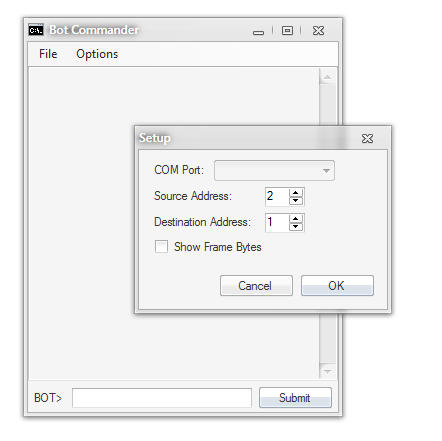 C:\.
Bot Commander
File Options
Setup
COM Port:
Source Address: 2
Destination Address: 1
Show Frame Bytes
Cancel OK
BOT> Submit